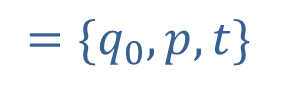 = {q₀, p, t}